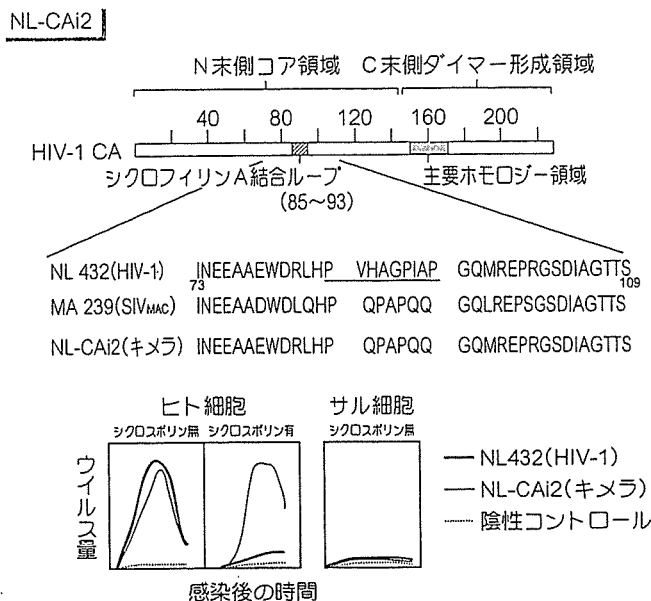 NL-CAi2
N末側コア領域 C末側ダイマー形成領域
40 80 120 160 200
HIV-1 CA
シクロフィリンA結合ループ 主要ホモロジー領域
(85〜93)
NL 432(HIV-1) INEEAAEWDRLHP VHAGPIAP GQMREPRGSDIAGTTS
73 109
MA 239(SIVMAC) INEEAADWDLQHP QPAPQQ GQLREPSGSDIAGTTS
NL-CAi2(キメラ) INEEAAEWDRLHP QPAPQQ GQMREPRGSDIAGTTS
ヒト細胞 サル細胞
シクロスポリン無 シクロスポリン有 シクロスポリン無
ウイルス量
NL432(HIV-1)
NL-CAi2(キメラ)
陰性コントロール
感染後の時間